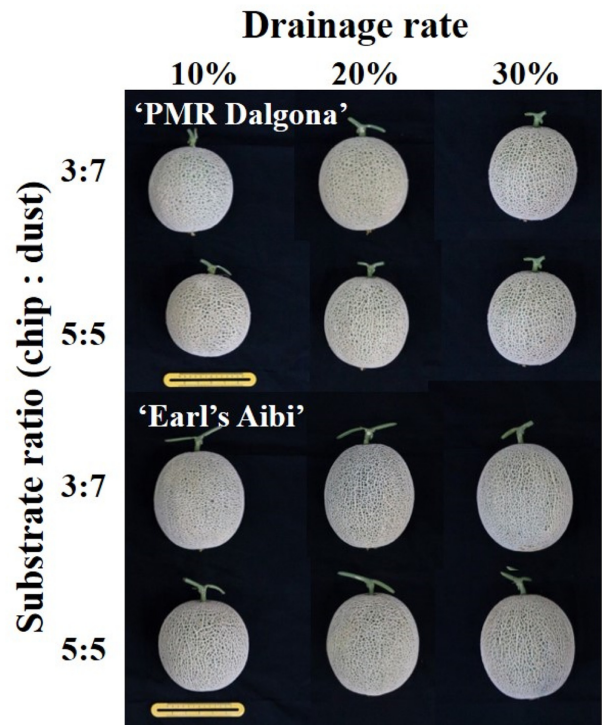 Drainage rate
10% 20% 30%
Substrate ratio (chip : dust)
‘PMR Dalgona’
3:7
5:5
‘Earl’s Aibi’
3:7
5:5